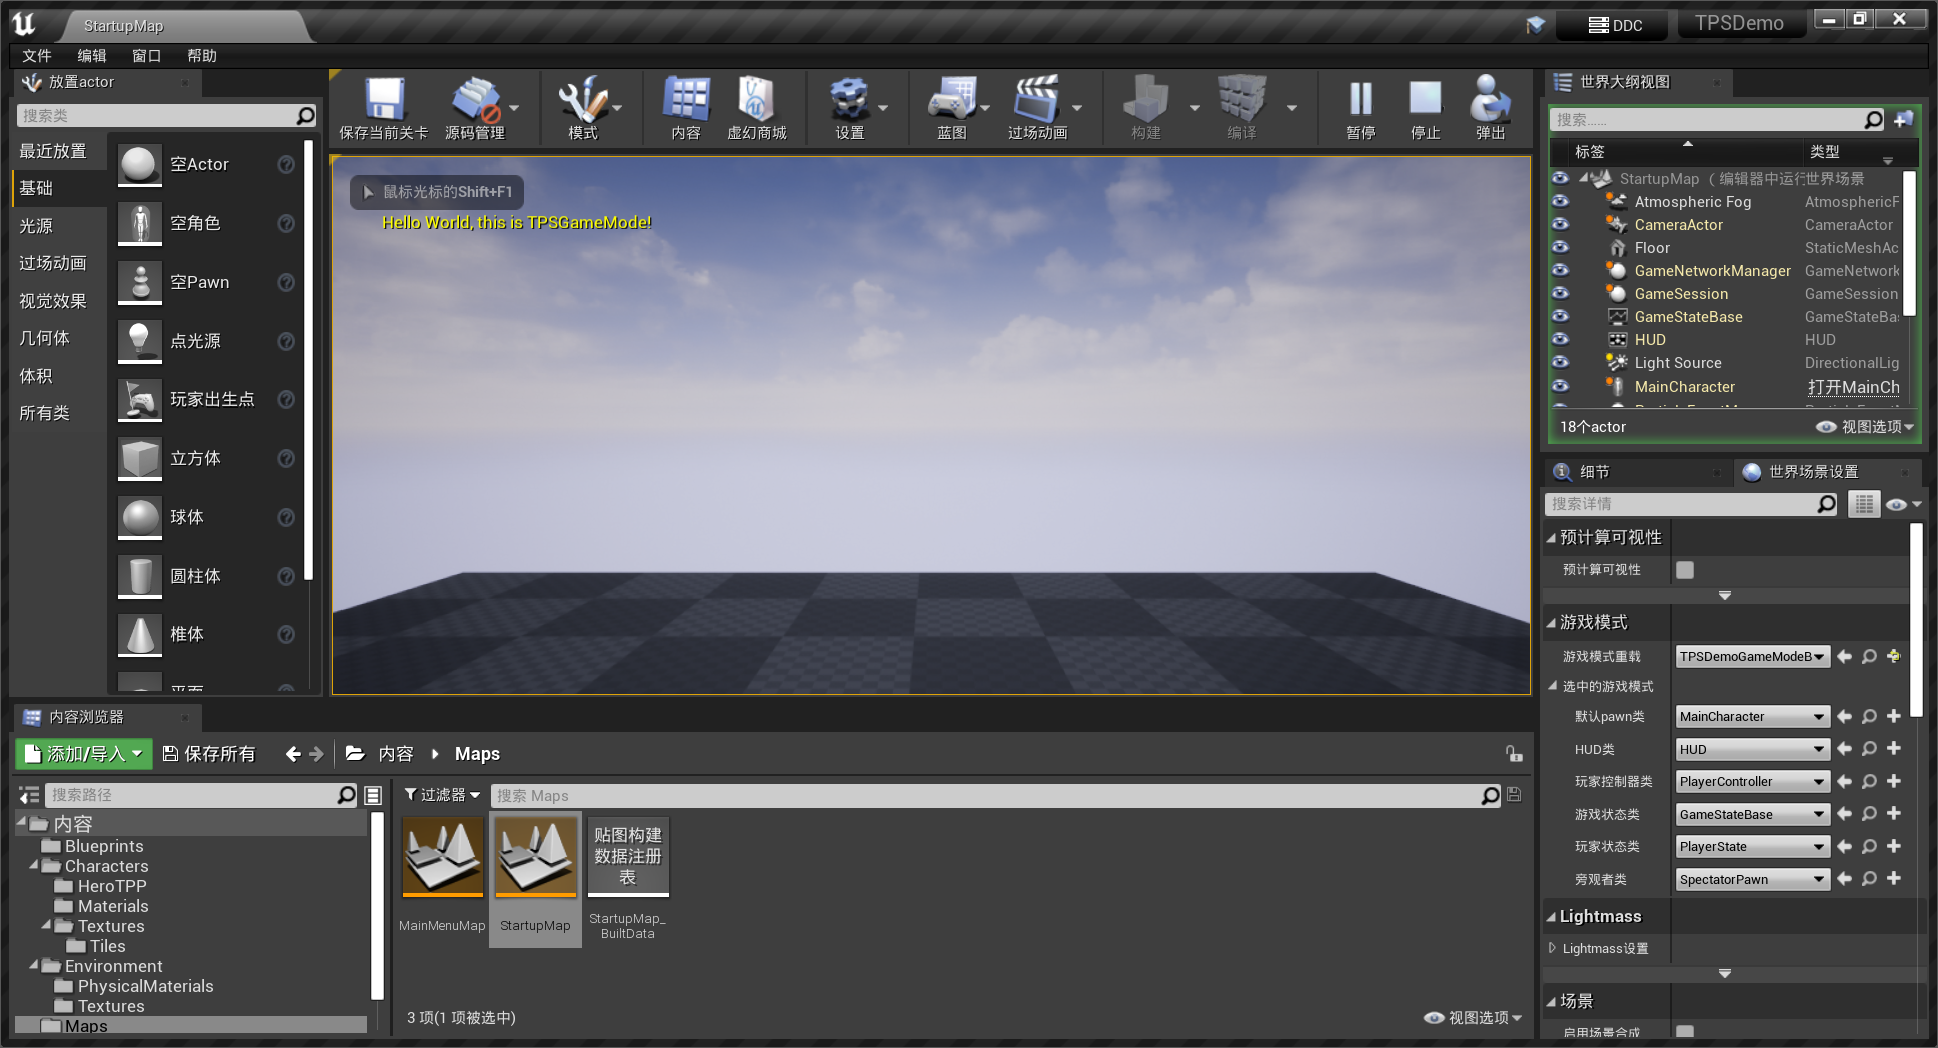 StartupMap
DDC
TPSDemo
文件 编辑 窗口 帮助
放置actor
搜索类
最近放置
基础
光源
过场动画
视觉效果
几何体
体积
所有类
空Actor
空角色
空Pawn
点光源
玩家出生点
立方体
球体
圆柱体
椎体
平面
保存当前关卡
源码管理
模式
内容
虚幻商城
设置
蓝图
过场动画
构建
编译
暂停
停止
弹出
鼠标光标的Shift+F1
Hello World, this is TPSGameMode!
世界大纲视图
搜索......
标签 类型
StartupMap （编辑器中运行 世界场景
Atmospheric Fog AtmosphericF
CameraActor CameraActor
Floor StaticMeshAc
GameNetworkManager GameNetwork
GameSession GameSession
GameStateBase GameStateBa
HUD HUD
Light Source DirectionalLig
MainCharacter 打开MainCh
18个actor
视图选项
细节
世界场景设置
搜索详情
预计算可视性
预计算可视性
游戏模式
游戏模式重载 TPSDemoGameModeB
选中的游戏模式
默认pawn类 MainCharacter
HUD类 HUD
玩家控制器类 PlayerController
游戏状态类 GameStateBase
玩家状态类 PlayerState
旁观者类 SpectatorPawn
Lightmass
Lightmass设置
场景
启用场景合成
内容浏览器
添加/导入
保存所有
内容
Maps
搜索路径
内容
Blueprints
Characters
HeroTPP
Materials
Textures
Tiles
Environment
PhysicalMaterials
Textures
Maps
过滤器
搜索 Maps
MainMenuMap
StartupMap
贴图构建
数据注册
表
StartupMap_
BuiltData
3 项(1 项被选中)
视图选项